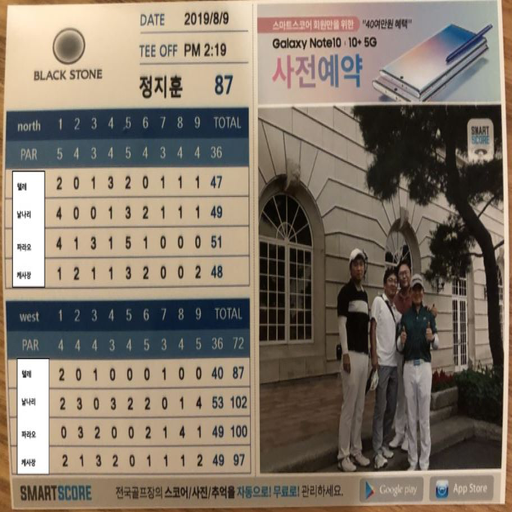 BLACK STONE
DATE 2019/8/9
TEE OFF PM 2:19
정지훈 87
north 1 2 3 4 5 6 7 8 9 TOTAL
PAR 5 4 3 4 4 5 4 3 4 4 36
텔레 2 0 1 3 2 0 1 1 1 47
날나리 4 0 0 1 3 2 1 1 1 49
파라오 4 1 3 1 5 1 0 0 0 51
케사장 1 2 1 1 3 2 0 0 2 48
west 1 2 3 4 5 6 7 8 9 TOTAL
PAR 4 4 4 3 4 5 3 4 5 36 72
텔레 2 0 1 0 0 0 1 0 0 40 87
날나리 2 3 0 3 2 2 0 1 4 53 102
파라오 0 3 2 0 0 2 1 4 1 49 100
케사장 2 1 3 2 0 1 1 1 2 49 97
SMARTSCORE 전국골프장의 스코어/사진/추억을 자동으로! 무료로! 관리하세요.
Google play
App Store
스마트스코어 회원만을 위한 "40여만원 혜택"
Galaxy Note10 · 10+ 5G
사전예약
SMART SCORE